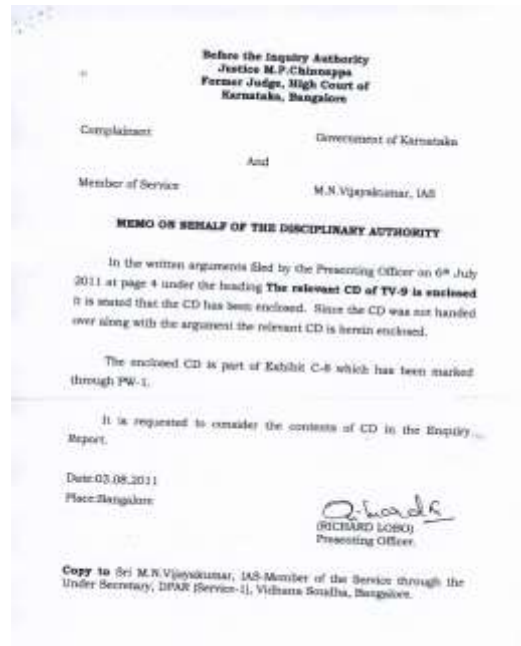 Before the Inquiry Authority
Justice M.P.Chinnappa
Former Judge, High Court of
Karnataka, Bangalore
Complainant Government of Karnataka
And
Member of Service M.N.Vijayakumar, IAS
MEMO ON BEHALF OF THE DISCIPLINARY AUTHORITY
In the written arguments filed by the Presenting Officer on 6th July
2011 at page 4 under the heading The relevant CD of TV-9 is enclosed
it is stated that the CD has been enclosed. Since the CD was not handed
over along with the argument the relevant CD is herein enclosed.
The enclosed CD is part of Exhibit C-8 which has been marked
through PW-1.
It is requested to consider the contents of CD in the Enquiry
Report.
Date:03.08.2011
Place:Bangalore
(RICHARD LOBO)
Presenting Officer.
Copy to Sri M.N.Vijayakumar, IAS-Member of the Service through the
Under Secretary, DPAR (Service-1), Vidhana Soudha, Bangalore.